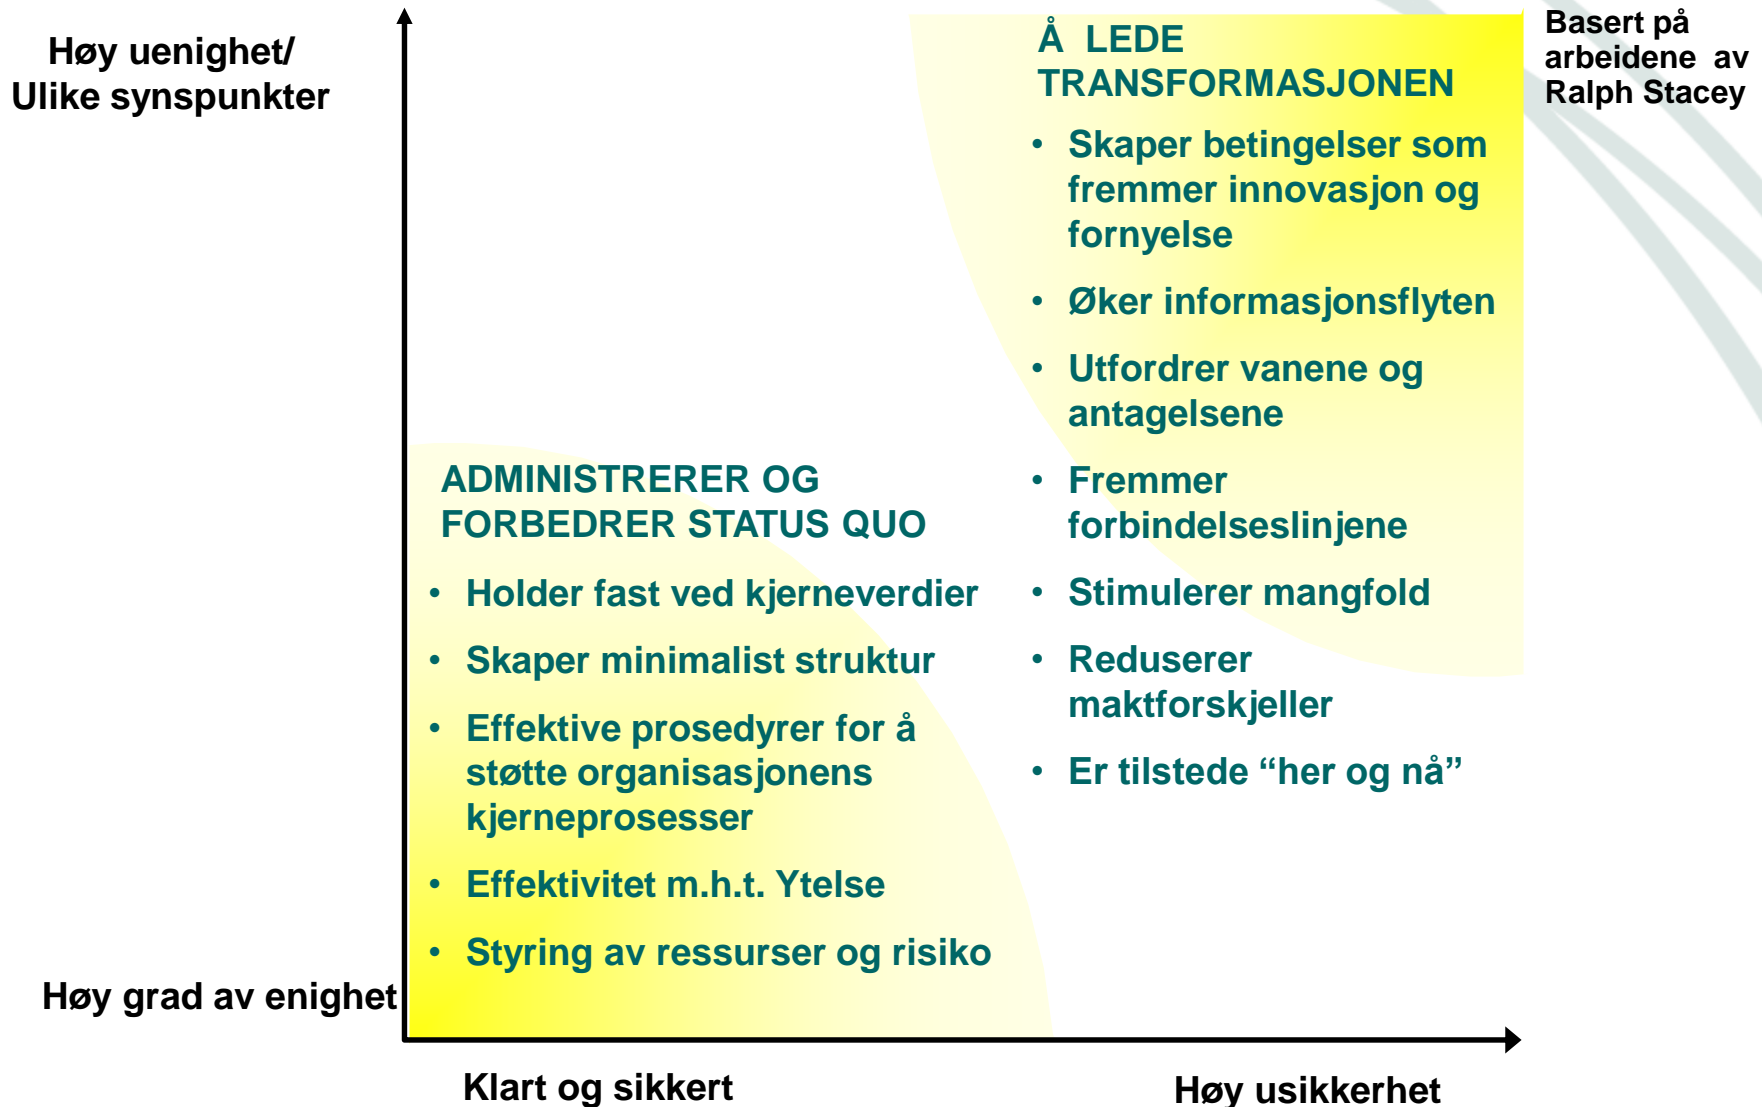 Høy uenighet/
Ulike synspunkter
Å LEDE
TRANSFORMASJONEN
• Skaper betingelser som
fremmer innovasjon og
fornyelse
• Øker informasjonsflyten
• Utfordrer vanene og
antagelsene
• Fremmer
forbindelseslinjene
• Stimulerer mangfold
• Reduserer
maktforskjeller
• Er tilstede “her og nå”
Basert på
arbeidene av
Ralph Stacey
ADMINISTRERER OG
FORBEDRER STATUS QUO
• Holder fast ved kjerneverdier
• Skaper minimalist struktur
• Effektive prosedyrer for å
støtte organisasjonens
kjerneprosesser
• Effektivitet m.h.t. Ytelse
• Styring av ressurser og risiko
Høy grad av enighet
Klart og sikkert
Høy usikkerhet